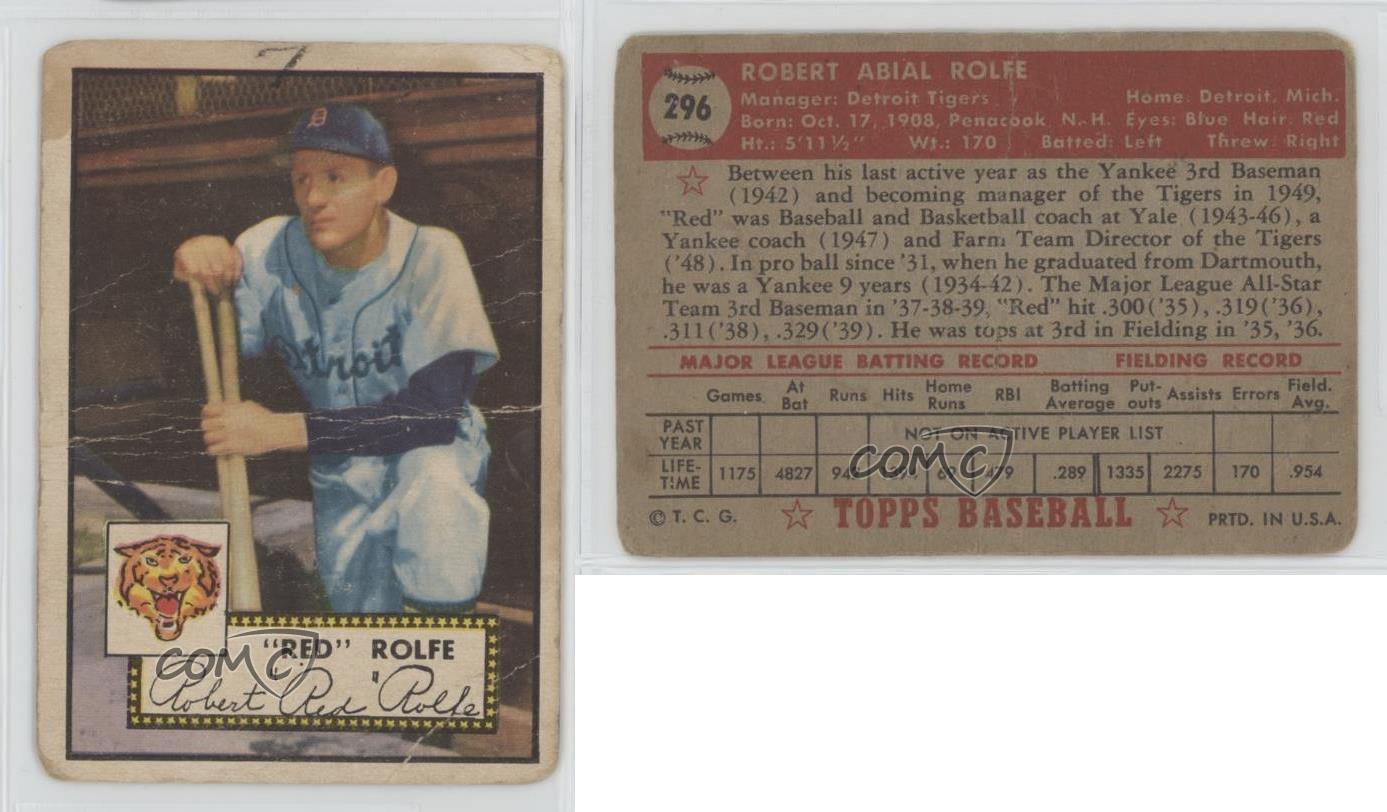 7
D
Detroit
"RED" ROLFE
Robert "Red" Rolfe
COMC
296
ROBERT ABIAL ROLFE
Manager: Detroit Tigers Home: Detroit, Mich.
Born: Oct. 17, 1908, Penacook, N.H. Eyes: Blue Hair: Red
Ht.: 5'11½" Wt.: 170 Batted: Left Threw: Right
Between his last active year as the Yankee 3rd Baseman
(1942) and becoming manager of the Tigers in 1949,
"Red" was Baseball and Basketball coach at Yale (1943-46), a
Yankee coach (1947) and Farm Team Director of the Tigers
('48). In pro ball since '31, when he graduated from Dartmouth,
he was a Yankee 9 years (1934-42). The Major League All-Star
Team 3rd Baseman in '37-38-39, "Red" hit .300('35), .319('36),
.311('38), .329('39). He was tops at 3rd in Fielding in '35, '36.
MAJOR LEAGUE BATTING RECORD FIELDING RECORD
Games At Bat Runs Hits Home Runs RBI Batting Average Put-outs Assists Errors Field. Avg.
PAST YEAR NOT ON ACTIVE PLAYER LIST
LIFE-TIME 1175 4827 .289 1335 2275 170 .954
COMC
© T. C. G. TOPPS BASEBALL PRTD. IN U.S.A.